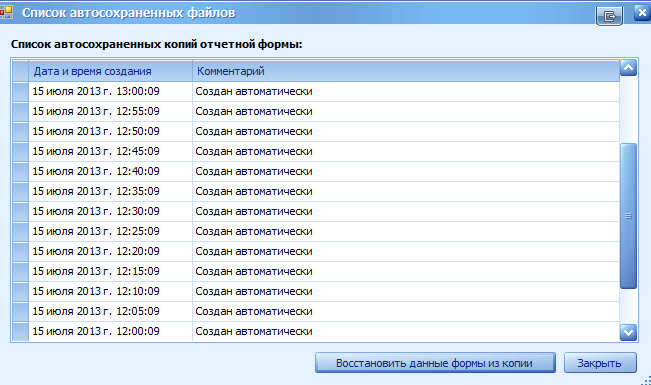 Список автосохраненных файлов
Список автосохраненных копий отчетной формы:
Дата и время создания Комментарий
15 июля 2013 г. 13:00:09 Создан автоматически
15 июля 2013 г. 12:55:09 Создан автоматически
15 июля 2013 г. 12:50:09 Создан автоматически
15 июля 2013 г. 12:45:09 Создан автоматически
15 июля 2013 г. 12:40:09 Создан автоматически
15 июля 2013 г. 12:35:09 Создан автоматически
15 июля 2013 г. 12:30:09 Создан автоматически
15 июля 2013 г. 12:25:09 Создан автоматически
15 июля 2013 г. 12:20:09 Создан автоматически
15 июля 2013 г. 12:15:09 Создан автоматически
15 июля 2013 г. 12:10:09 Создан автоматически
15 июля 2013 г. 12:05:09 Создан автоматически
15 июля 2013 г. 12:00:09 Создан автоматически
Восстановить данные формы из копии Закрыть